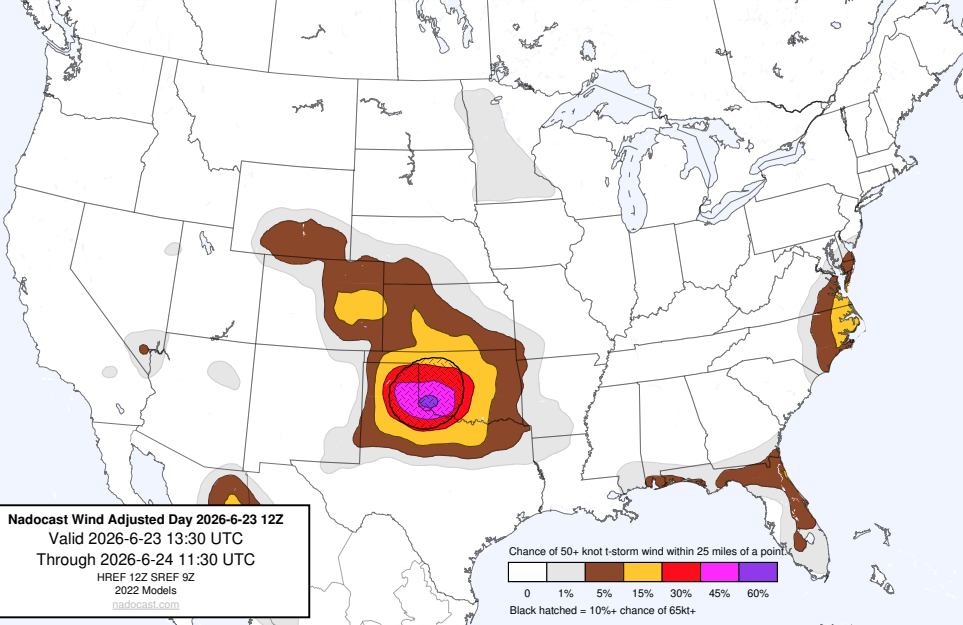 Nadocast Wind Adjusted Day 2026-6-23 12Z
Valid 2026-6-23 13:30 UTC
Through 2026-6-24 11:30 UTC
HREF 12Z SREF 9Z
2022 Models
nadocast.com
Chance of 50+ knot t-storm wind within 25 miles of a point.
0 1% 5% 15% 30% 45% 60%
Black hatched = 10%+ chance of 65kt+